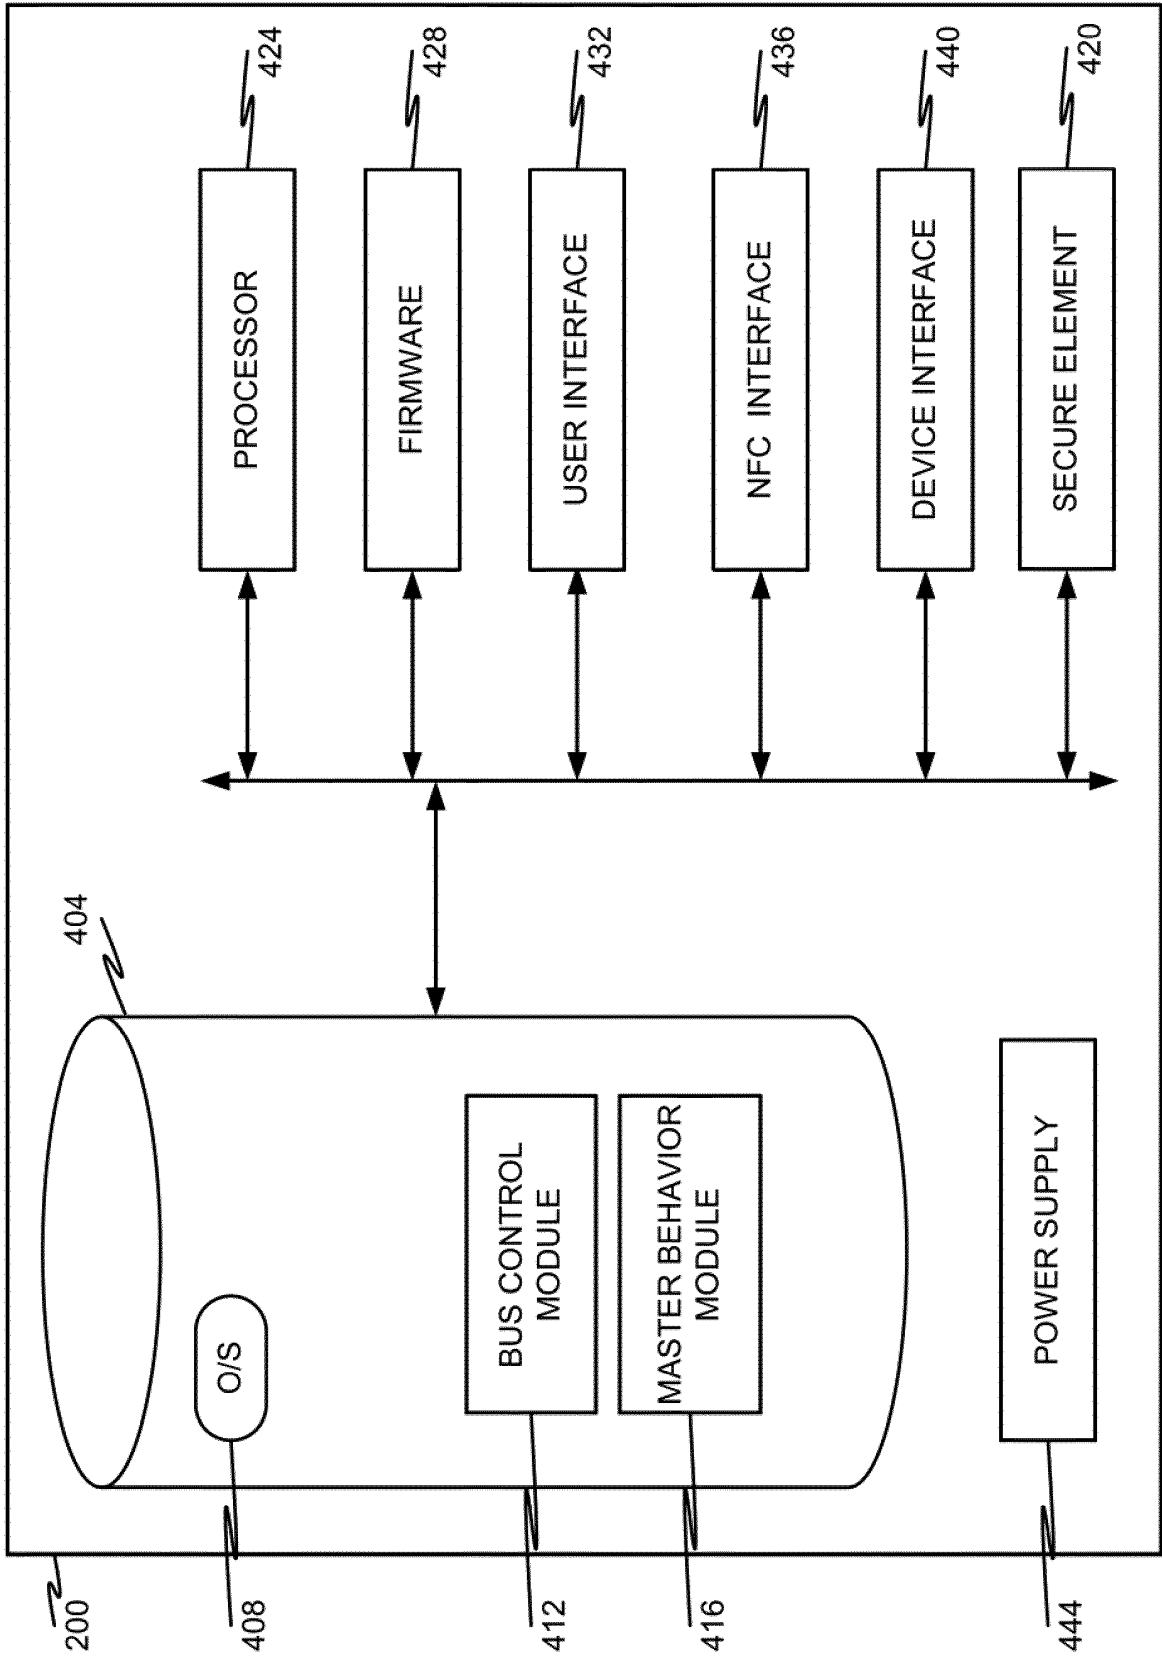 200
404
408
O/S
412
BUS CONTROL
MODULE
416
MASTER BEHAVIOR
MODULE
444
POWER SUPPLY
PROCESSOR
424
FIRMWARE
428
USER INTERFACE
432
NFC INTERFACE
436
DEVICE INTERFACE
440
SECURE ELEMENT
420